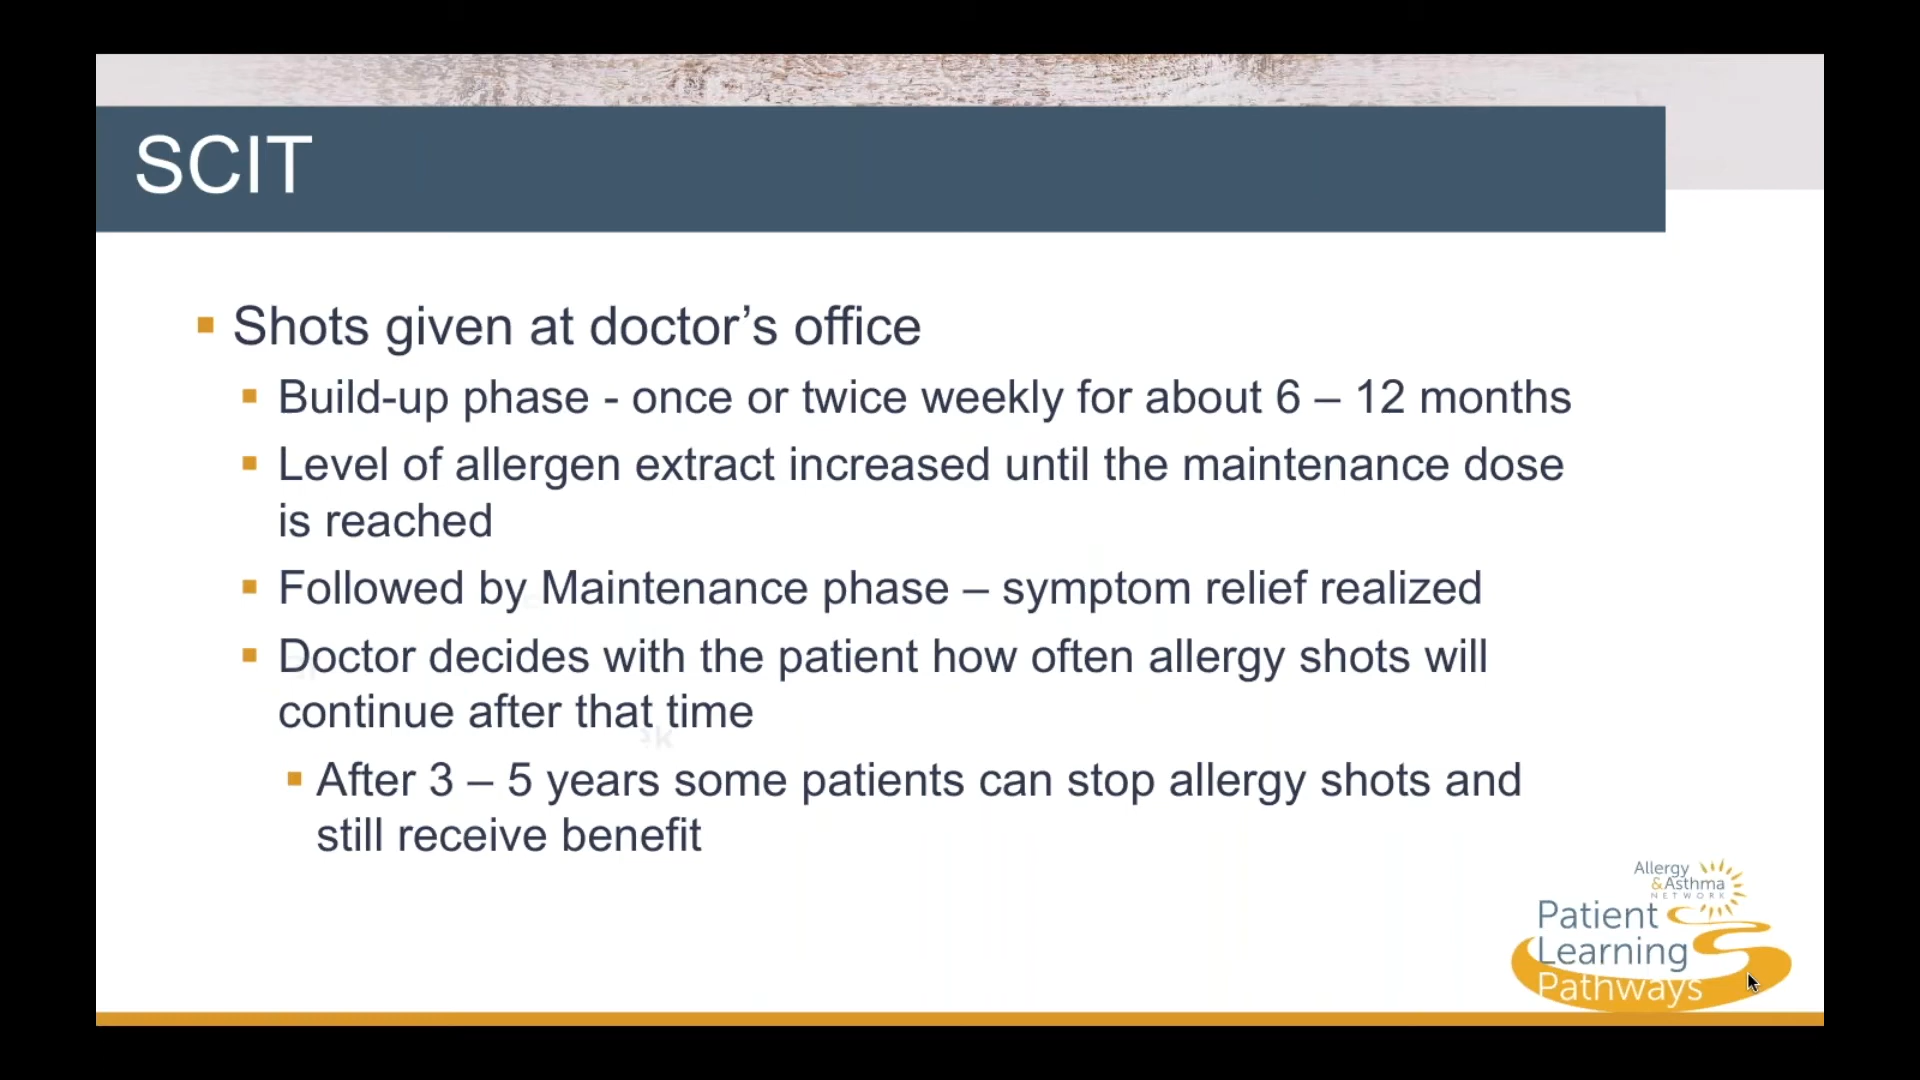 SCIT
Shots given at doctor’s office
Build-up phase - once or twice weekly for about 6 – 12 months
Level of allergen extract increased until the maintenance dose
is reached
Followed by Maintenance phase – symptom relief realized
Doctor decides with the patient how often allergy shots will
continue after that time
After 3 – 5 years some patients can stop allergy shots and
still receive benefit
Allergy
&Asthma
NETWORK
Patient
Learning
Pathways